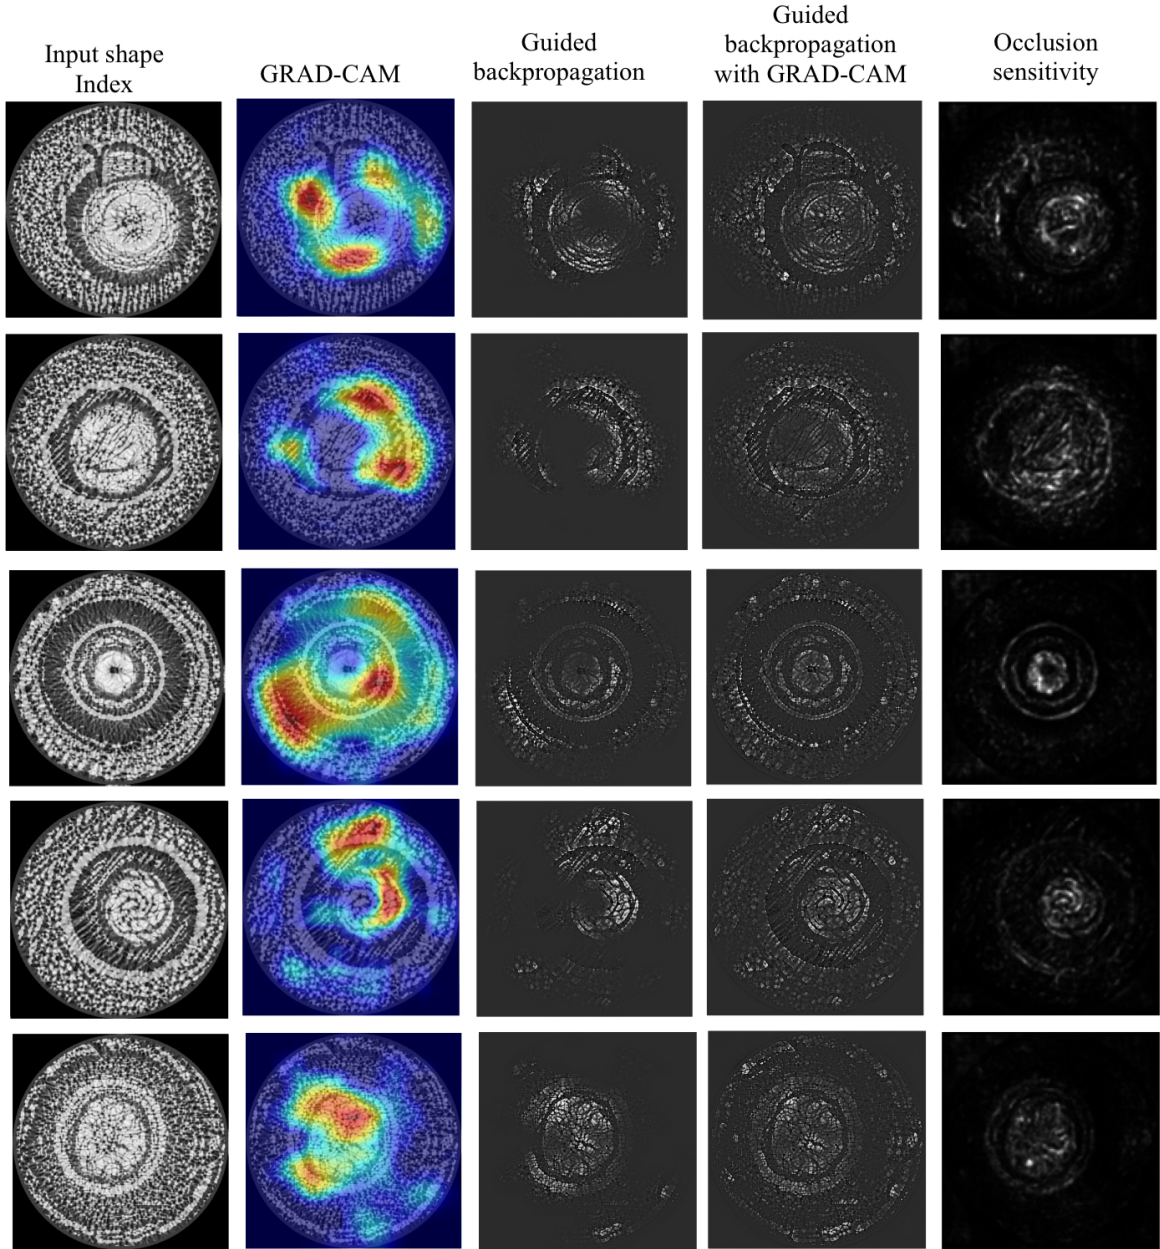 Input shape
Index
GRAD-CAM
Guided
backpropagation
Guided
backpropagation
with GRAD-CAM
Occlusion
sensitivity